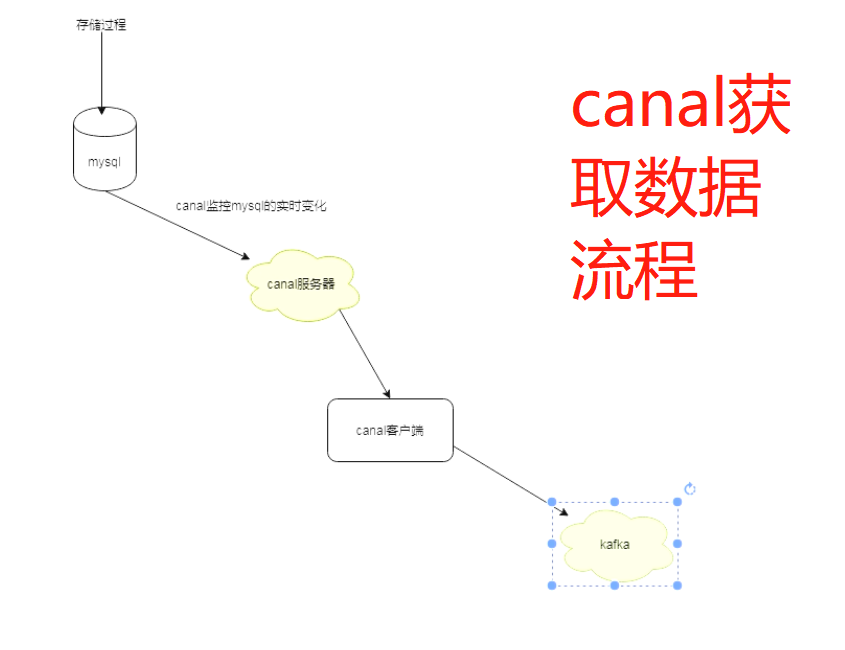 存储过程
canal获
取数据
流程
mysql
canal监控mysql的实时变化
canal服务器
canal客户端
kafka